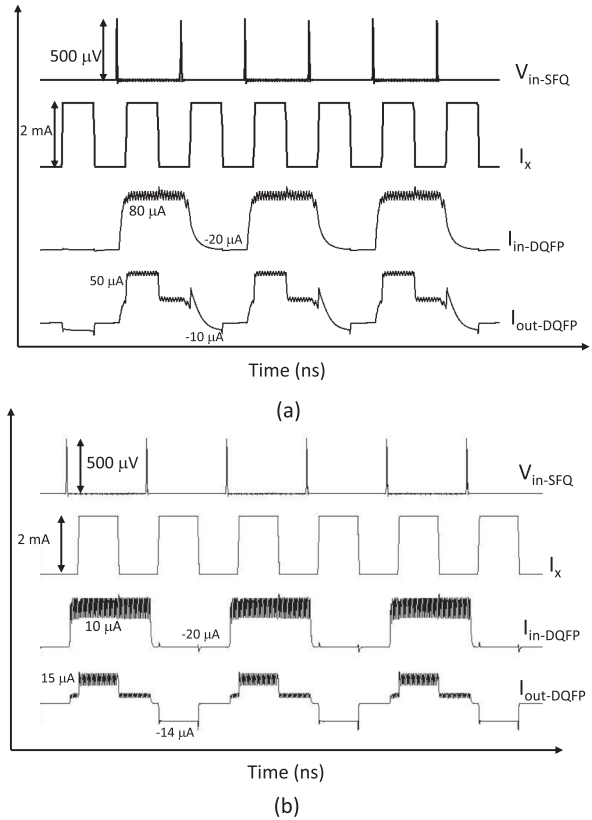 500 μV
V_in-SFQ
2 mA
I_x
80 μA
-20 μA
I_in-DQFP
50 μA
-10 μA
I_out-DQFP
Time (ns)
(a)
500 μV
V_in-SFQ
2 mA
I_x
10 μA
-20 μA
I_in-DQFP
15 μA
-14 μA
I_out-DQFP
Time (ns)
(b)